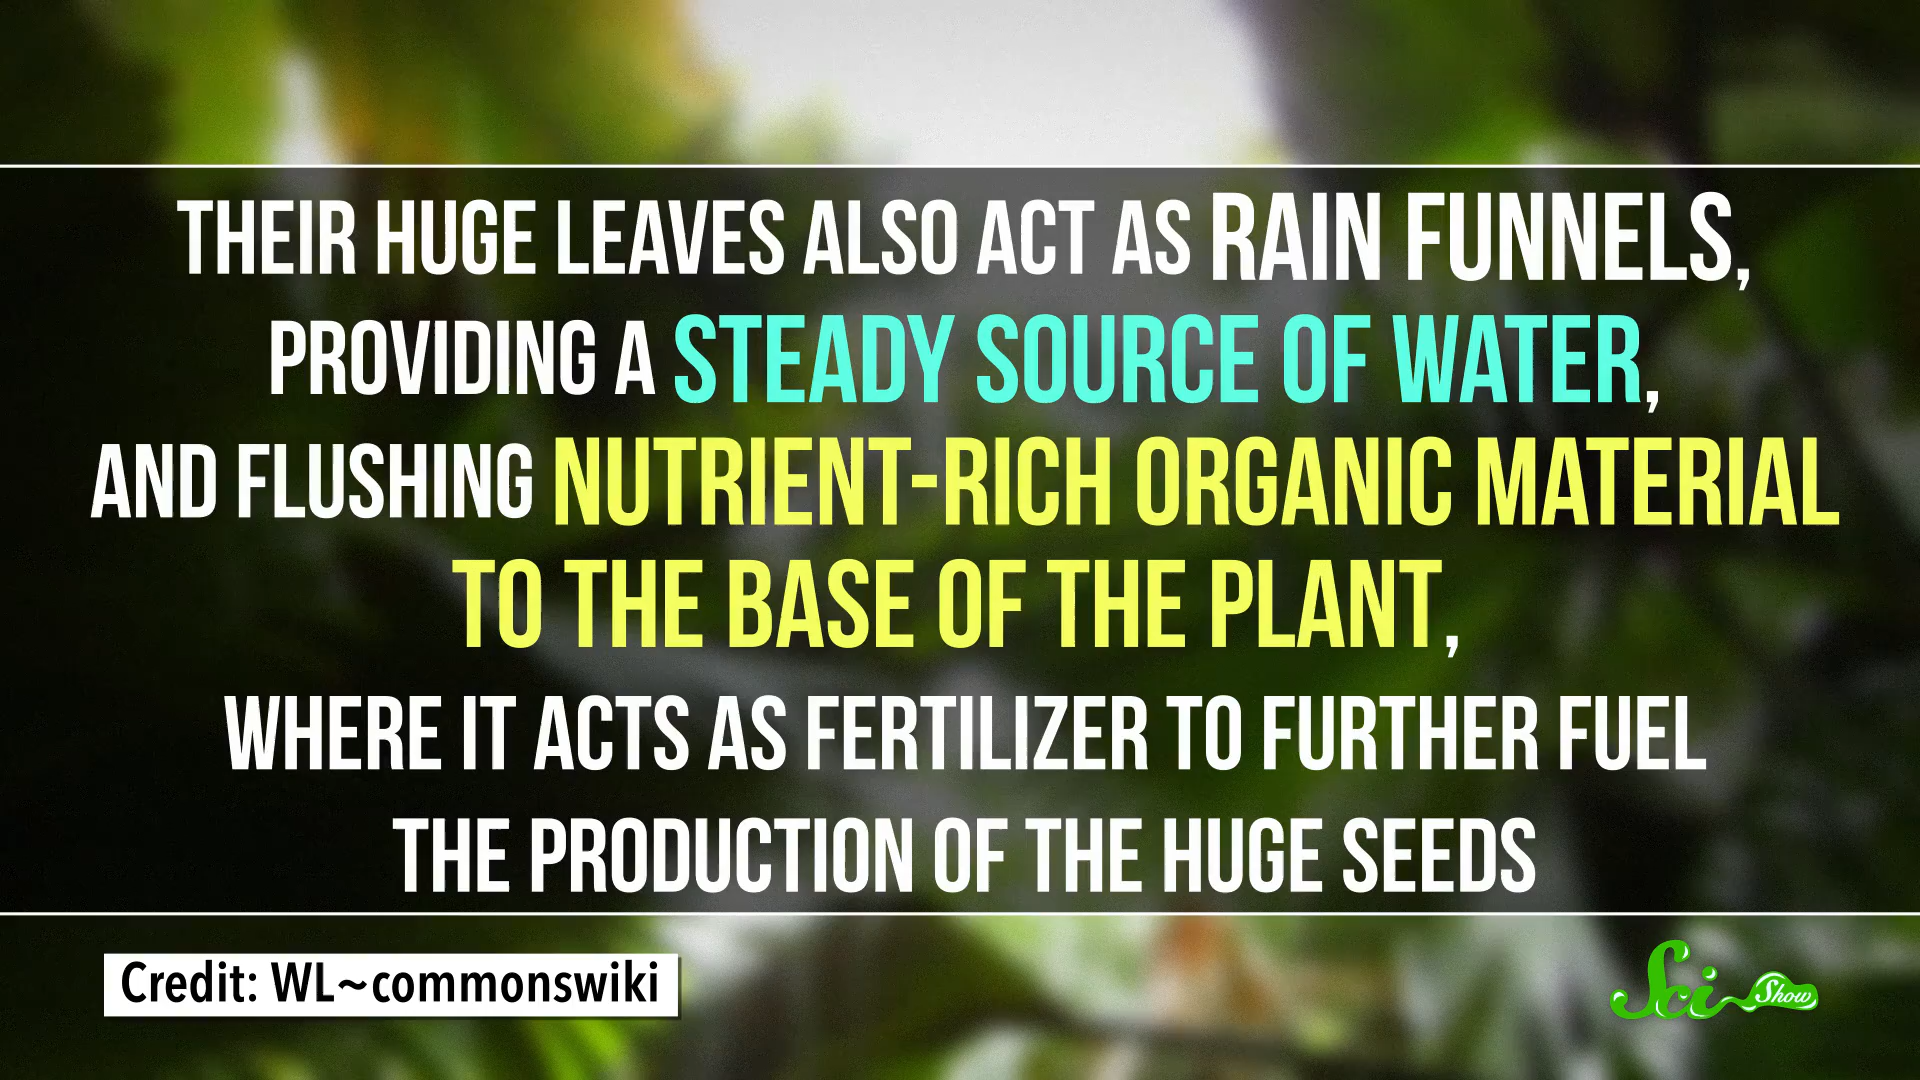 THEIR HUGE LEAVES ALSO ACT AS RAIN FUNNELS,
PROVIDING A STEADY SOURCE OF WATER,
AND FLUSHING NUTRIENT-RICH ORGANIC MATERIAL
TO THE BASE OF THE PLANT,
WHERE IT ACTS AS FERTILIZER TO FURTHER FUEL
THE PRODUCTION OF THE HUGE SEEDS
Credit: WL~commonswiki
Sci Show